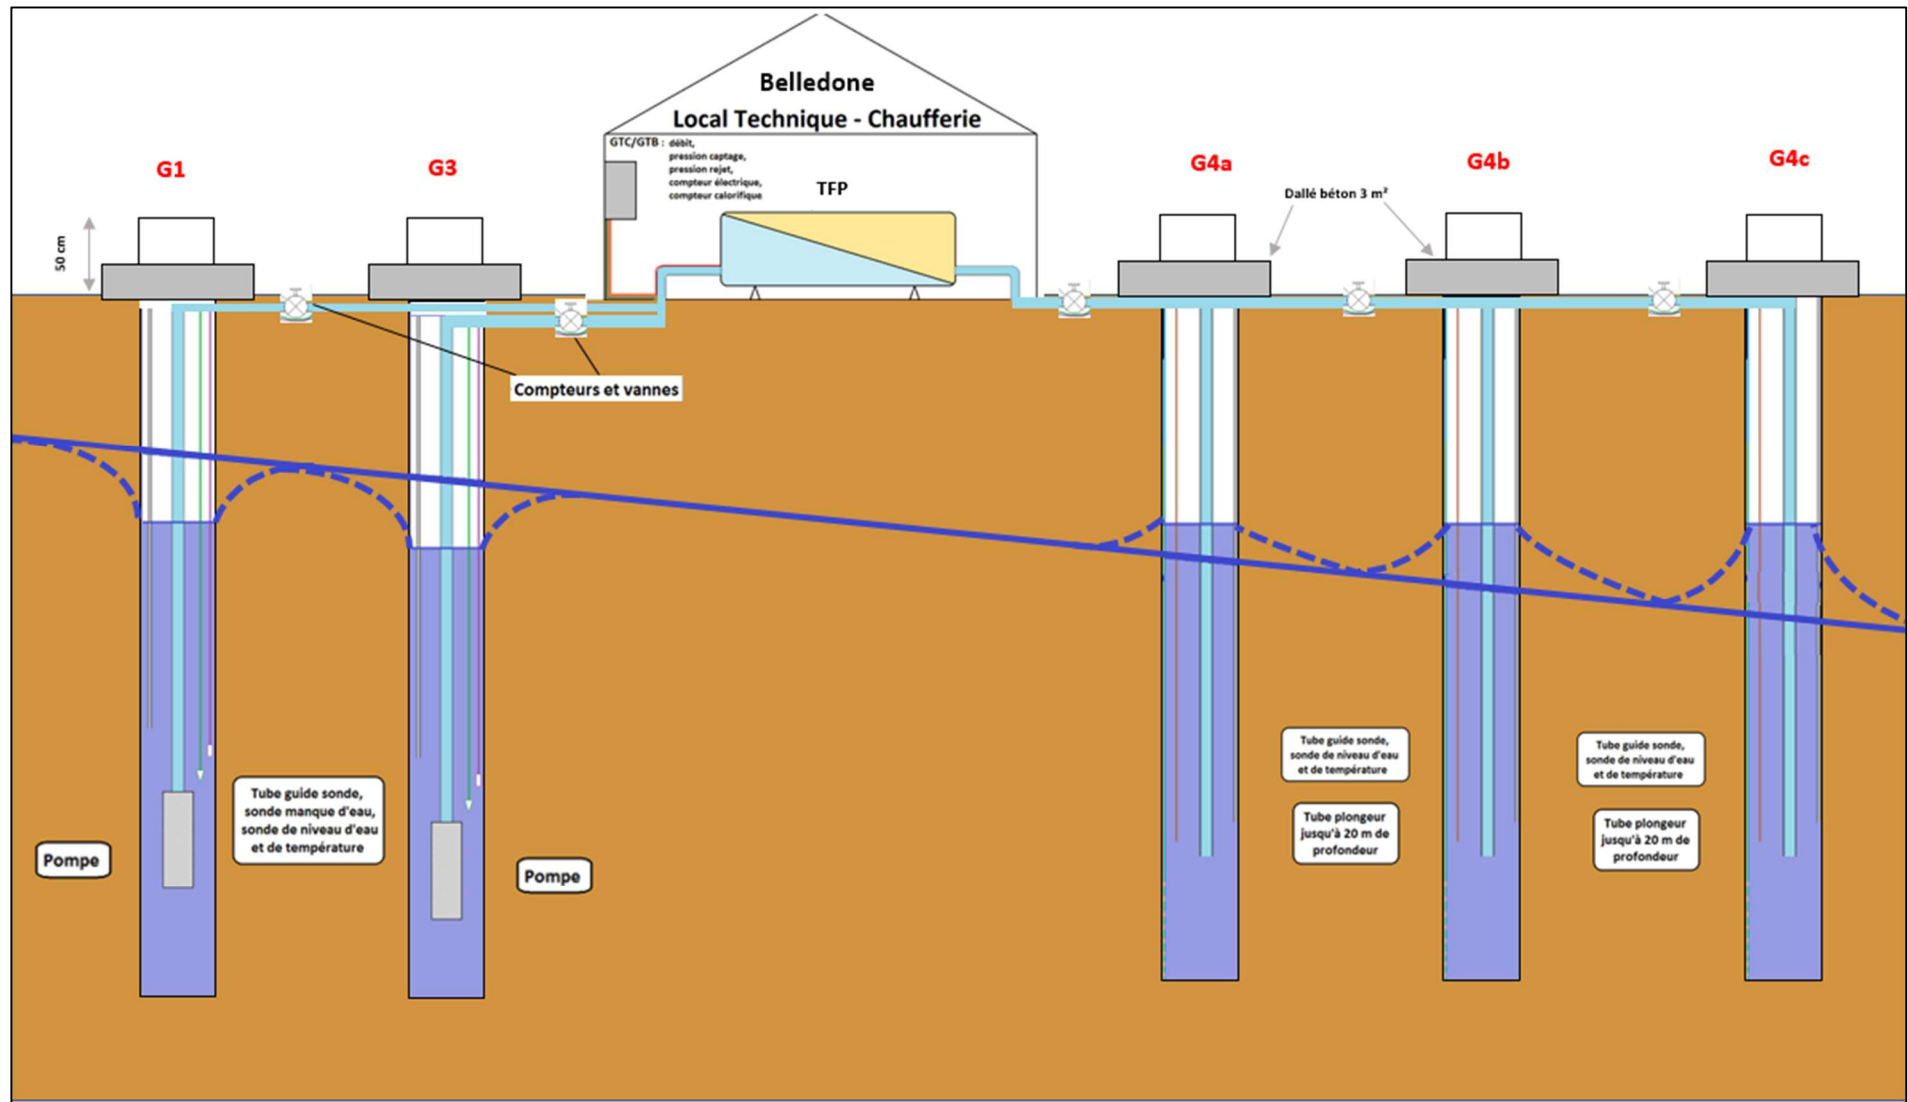 Belledone
Local Technique - Chaufferie
GTC/GTB : débit,
pression captage,
pression rejet,
compteur électrique,
compteur calorifique
TFP
G1
G3
G4a
G4b
G4c
Dallé béton 3 m²
50 cm
Compteurs et vannes
Tube guide sonde,
sonde manque d'eau,
sonde de niveau d'eau
et de température
Pompe
Pompe
Tube guide sonde,
sonde de niveau d'eau
et de température
Tube plongeur
jusqu'à 20 m de
profondeur
Tube guide sonde,
sonde de niveau d'eau
et de température
Tube plongeur
jusqu'à 20 m de
profondeur